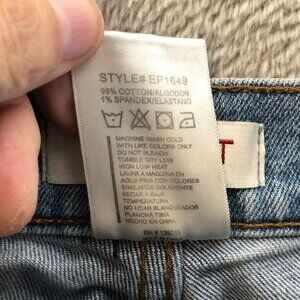 STYLE# EP1649
99% COTTON/ALGODON
1% SPANDEX/ELASTANO
MACHINE WASH COLD
WITH LIKE COLORS ONLY
DO NOT BLEACH
TUMBLE DRY LOW
IRON LOW HEAT
LAVAR A MAQUINA EN
AGUA FRIA CON COLORES
SIMILARES SOLAMENTE
SECAR A BAJA
TEMPERATURA
NO USAR BLANQUEADOR
PLANCHA TIBIA
HECHO EN CHINA
RN # 139245
T